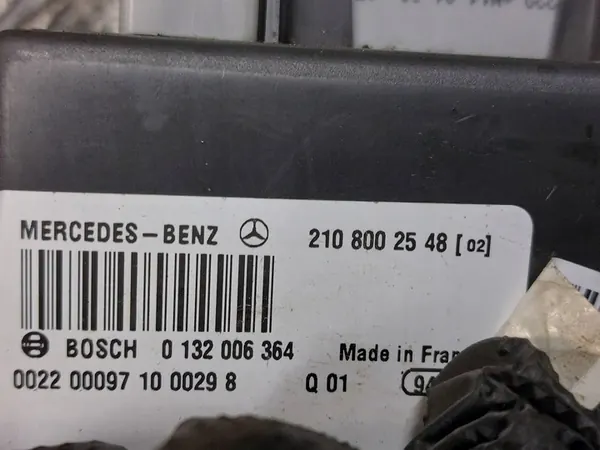 MERCEDES-BENZ 210 800 25 48 [02]
BOSCH 0 132 006 364 Made in Fran
0022 00097 10 0029 8 Q 01 94